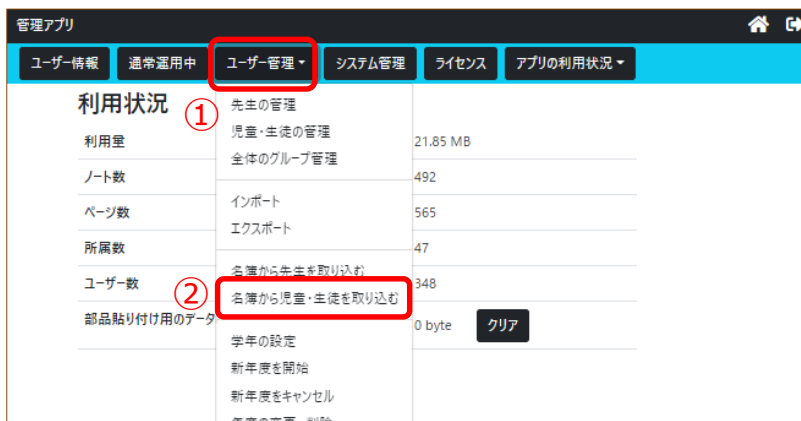 管理アプリ
ユーザー情報 通常運用中 ユーザー管理 システム管理 ライセンス アプリの利用状況
利用状況
①
先生の管理
児童・生徒の管理
全体のグループ管理
インポート
エクスポート
名簿から先生を取り込む
②
名簿から児童・生徒を取り込む
学年の設定
新年度を開始
新年度をキャンセル
利用量 21.85 MB
ノート数 492
ページ数 565
所属数 47
ユーザー数 348
部品貼り付け用のデータ 0 byte クリア